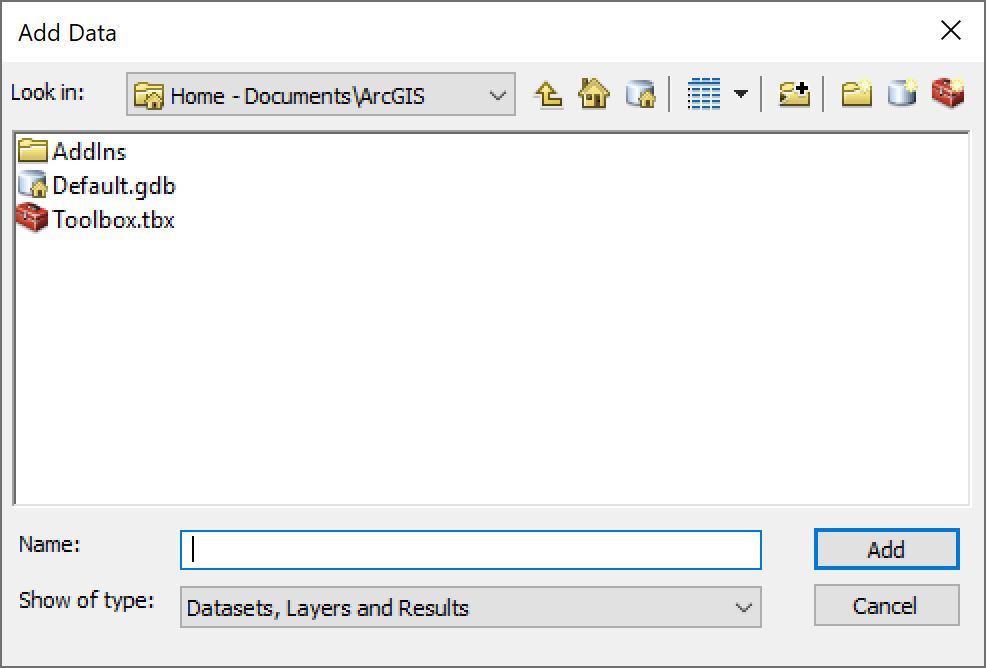 Add Data
Look in:
Home - Documents\ArcGIS
AddIns
Default.gdb
Toolbox.tbx
Name:
Add
Show of type:
Datasets, Layers and Results
Cancel